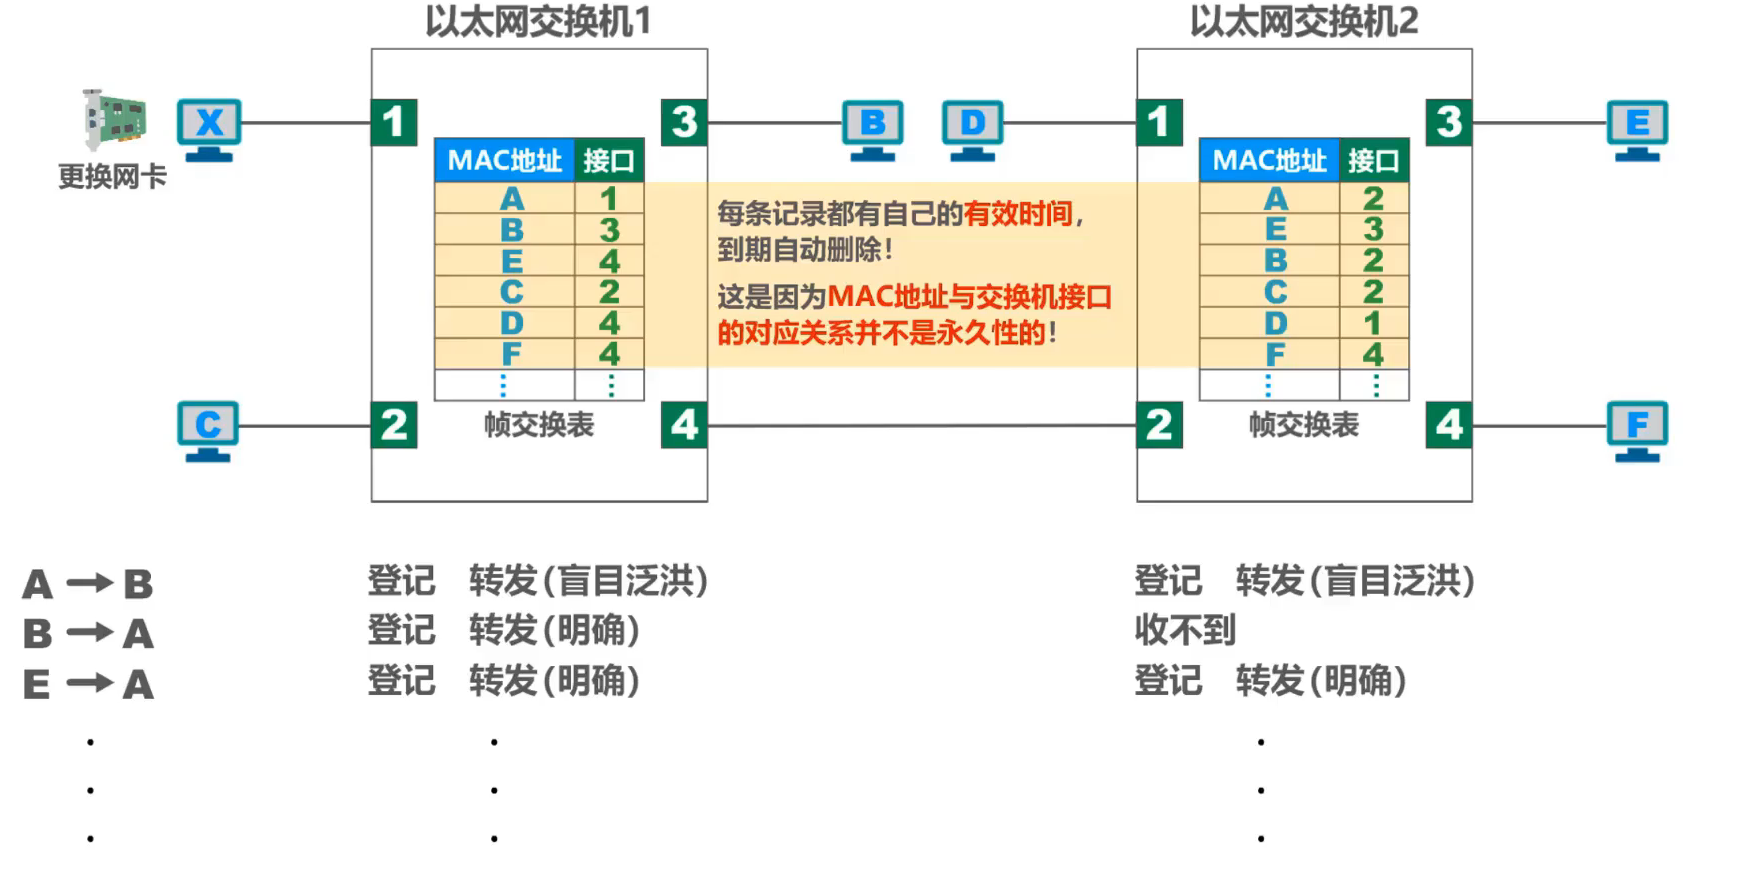 以太网交换机1
以太网交换机2
更换网卡
X
1
3
B
D
1
3
E
MAC地址 接口
A 1
B 3
E 4
C 2
D 4
F 4
⋮ ⋮
帧交换表
每条记录都有自己的有效时间,
到期自动删除!
这是因为MAC地址与交换机接口
的对应关系并不是永久性的!
MAC地址 接口
A 2
E 3
B 2
C 2
D 1
F 4
⋮ ⋮
帧交换表
C
2
4
2
4
F
A → B 登记 转发(盲目泛洪) 登记 转发(盲目泛洪)
B → A 登记 转发(明确) 收不到
E → A 登记 转发(明确) 登记 转发(明确)
. . .
. . .
. . .